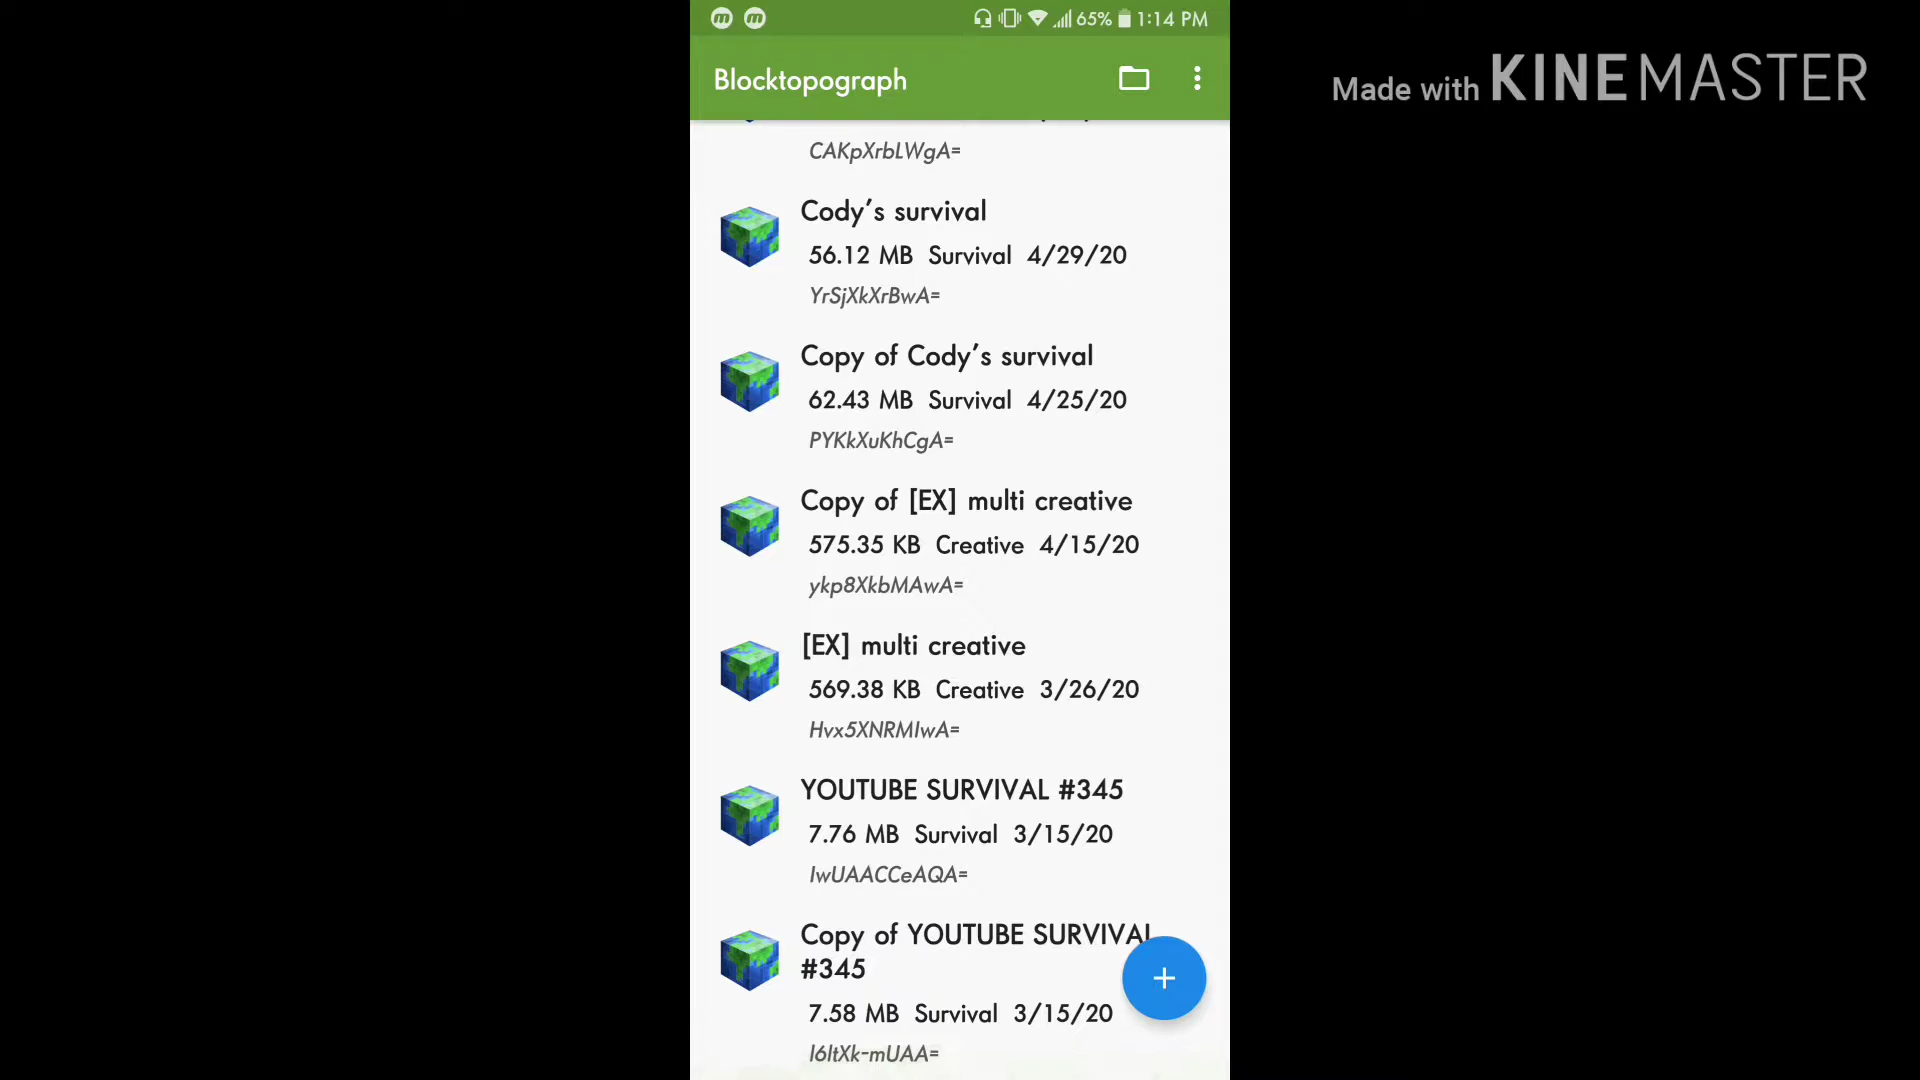 65% 1:14 PM
Blocktopograph
Made with KINEMASTER
CAKpXrbLWgA=
Cody's survival
56.12 MB Survival 4/29/20
YrSjXkXrBwA=
Copy of Cody's survival
62.43 MB Survival 4/25/20
PYKkXuKhCgA=
Copy of [EX] multi creative
575.35 KB Creative 4/15/20
ykp8XkbMAwA=
[EX] multi creative
569.38 KB Creative 3/26/20
Hvx5XNRMIwA=
YOUTUBE SURVIVAL #345
7.76 MB Survival 3/15/20
IwUAACCeAQA=
Copy of YOUTUBE SURVIVAL
#345
7.58 MB Survival 3/15/20
l6ltXk-mUAA=